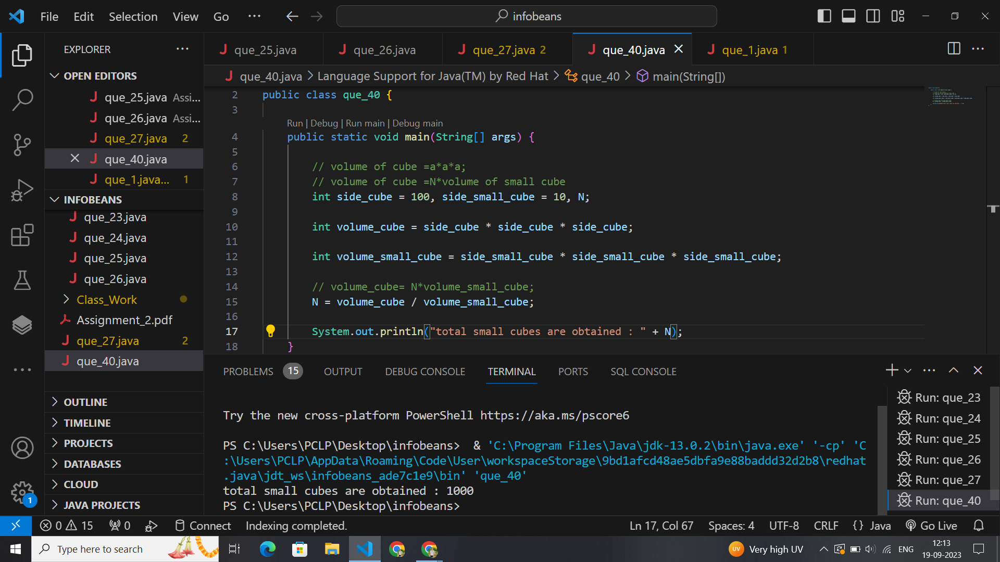 File Edit Selection View Go ··· infobeans
EXPLORER ···
OPEN EDITORS
que_25.java Assi...
que_26.java Assi...
que_27.java 2
que_40.java
que_1.java... 1
INFOBEANS
que_23.java
que_24.java
que_25.java
que_26.java
Class_Work
Assignment_2.pdf
que_27.java 2
que_40.java
OUTLINE
TIMELINE
PROJECTS
DATABASES
CLOUD
JAVA PROJECTS
que_25.java que_26.java que_27.java 2 que_40.java que_1.java 1
que_40.java > Language Support for Java(TM) by Red Hat > que_40 > main(String[])
2 public class que_40 {
3
Run | Debug | Run main | Debug main
4 public static void main(String[] args) {
5
6 // volume of cube =a*a*a;
7 // volume of cube =N*volume of small cube
8 int side_cube = 100, side_small_cube = 10, N;
9
10 int volume_cube = side_cube * side_cube * side_cube;
11
12 int volume_small_cube = side_small_cube * side_small_cube * side_small_cube;
13
14 // volume_cube= N*volume_small_cube;
15 N = volume_cube / volume_small_cube;
16
17 System.out.println("total small cubes are obtained : " + N);
18 }
PROBLEMS 15 OUTPUT DEBUG CONSOLE TERMINAL PORTS SQL CONSOLE
Try the new cross-platform PowerShell https://aka.ms/pscore6
PS C:\Users\PCLP\Desktop\infobeans>  & 'C:\Program Files\Java\jdk-13.0.2\bin\java.exe' '-cp' 'C
:\Users\PCLP\AppData\Roaming\Code\User\workspaceStorage\9bd1afcd48ae5dbfa9e88baddd32d2b8\redhat
.java\jdt_ws\infobeans_ade7c1e9\bin' 'que_40'
total small cubes are obtained : 1000
PS C:\Users\PCLP\Desktop\infobeans>
Run: que_23
Run: que_24
Run: que_25
Run: que_26
Run: que_27
Run: que_40
1
0 15 0 Connect Indexing completed. Ln 17, Col 67 Spaces: 4 UTF-8 CRLF {} Java Go Live
Type here to search UV Very high UV ENG 12:13
19-09-2023